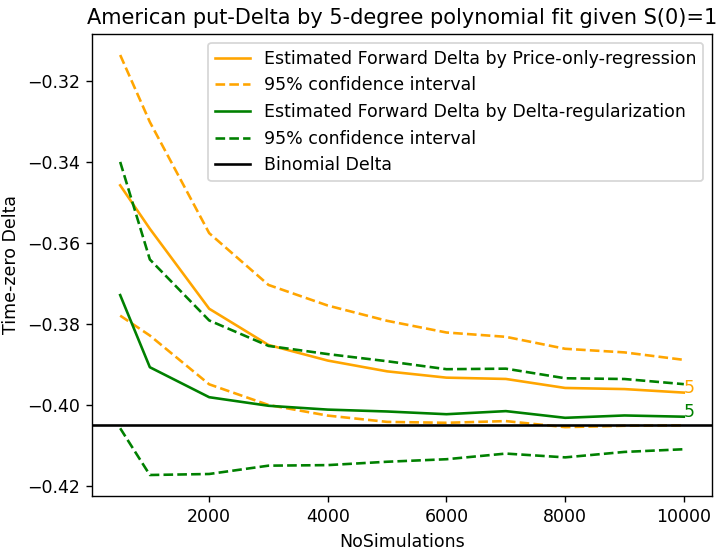 American put-Delta by 5-degree polynomial fit given S(0)=1
Estimated Forward Delta by Price-only-regression
95% confidence interval
Estimated Forward Delta by Delta-regularization
95% confidence interval
Binomial Delta
Time-zero Delta
−0.32
−0.34
−0.36
−0.38
−0.40
−0.42
5
5
2000
4000
6000
8000
10000
NoSimulations